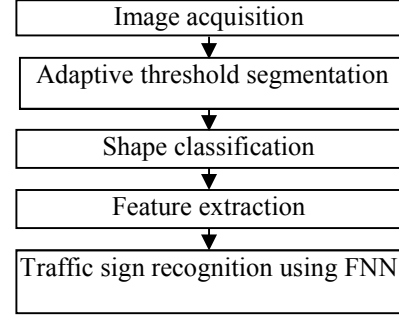 Image acquisition
Adaptive threshold segmentation
Shape classification
Feature extraction
Traffic sign recognition using FNN